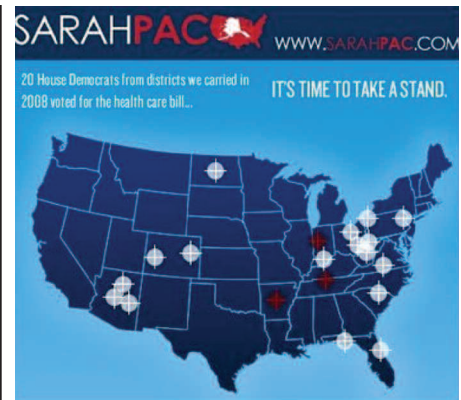 SARAHPAC
WWW.SARAHPAC.COM
20 House Democrats from districts we carried in
2008 voted for the health care bill...
IT'S TIME TO TAKE A STAND.